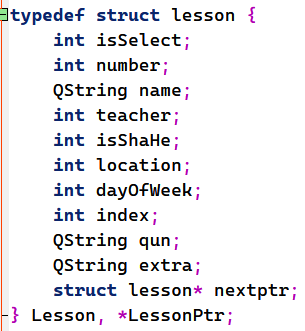 typedef struct lesson {
    int isSelect;
    int number;
    QString name;
    int teacher;
    int isShaHe;
    int location;
    int dayOfWeek;
    int index;
    QString qun;
    QString extra;
    struct lesson* nextptr;
} Lesson, *LessonPtr;